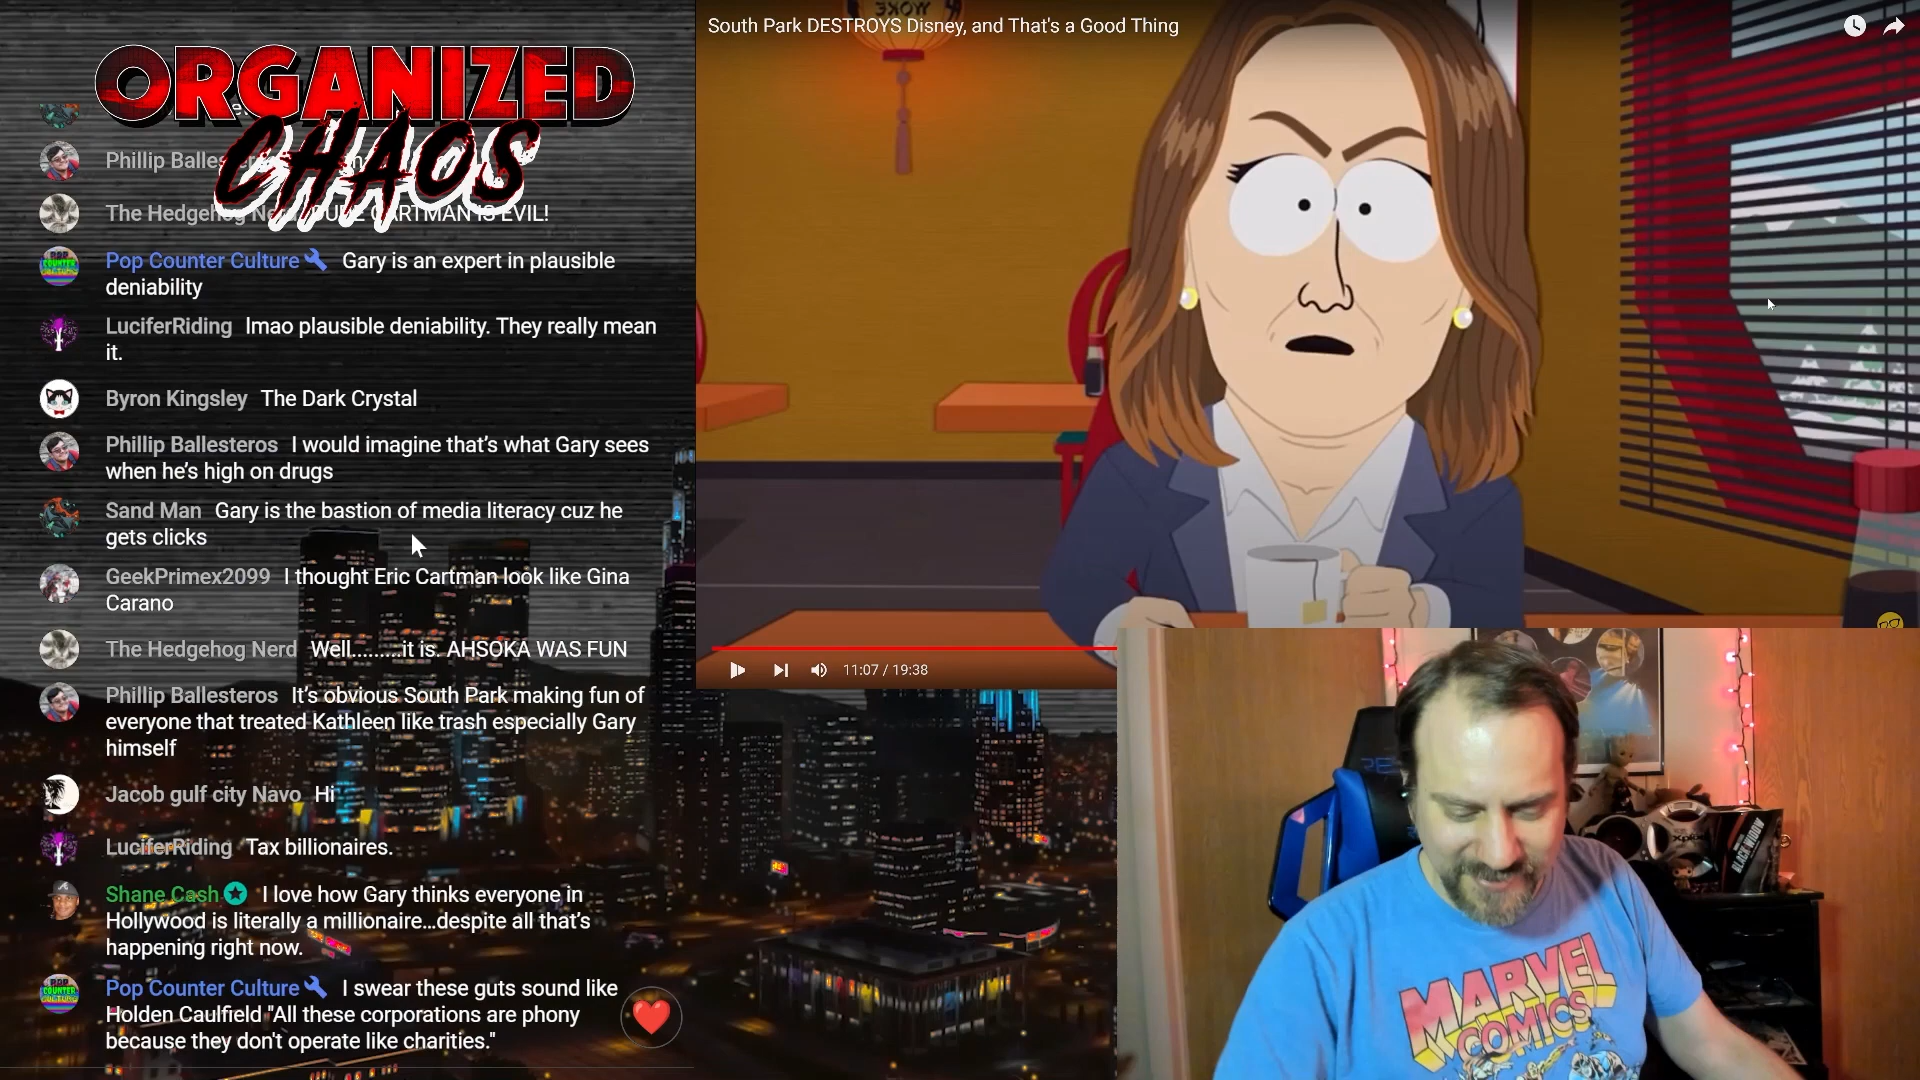 ORGANIZED
CHAOS
Phillip Balles
The Hedgehog Nerd DUDE CARTMAN IS EVIL!
Pop Counter Culture Gary is an expert in plausible
deniability
LuciferRiding lmao plausible deniability. They really mean
it.
Byron Kingsley The Dark Crystal
Phillip Ballesteros I would imagine that’s what Gary sees
when he’s high on drugs
Sand Man Gary is the bastion of media literacy cuz he
gets clicks
GeekPrimex2099 I thought Eric Cartman look like Gina
Carano
The Hedgehog Nerd Well.........it is. AHSOKA WAS FUN
Phillip Ballesteros It’s obvious South Park making fun of
everyone that treated Kathleen like trash especially Gary
himself
Jacob gulf city Navo Hi
LuciferRiding Tax billionaires.
Shane Cash I love how Gary thinks everyone in
Hollywood is literally a millionaire…despite all that’s
happening right now.
Pop Counter Culture I swear these guts sound like
Holden Caulfield "All these corporations are phony
because they don't operate like charities."
South Park DESTROYS Disney, and That's a Good Thing
11:07 / 19:38
BLACK WIDOW
MARVEL
COMICS